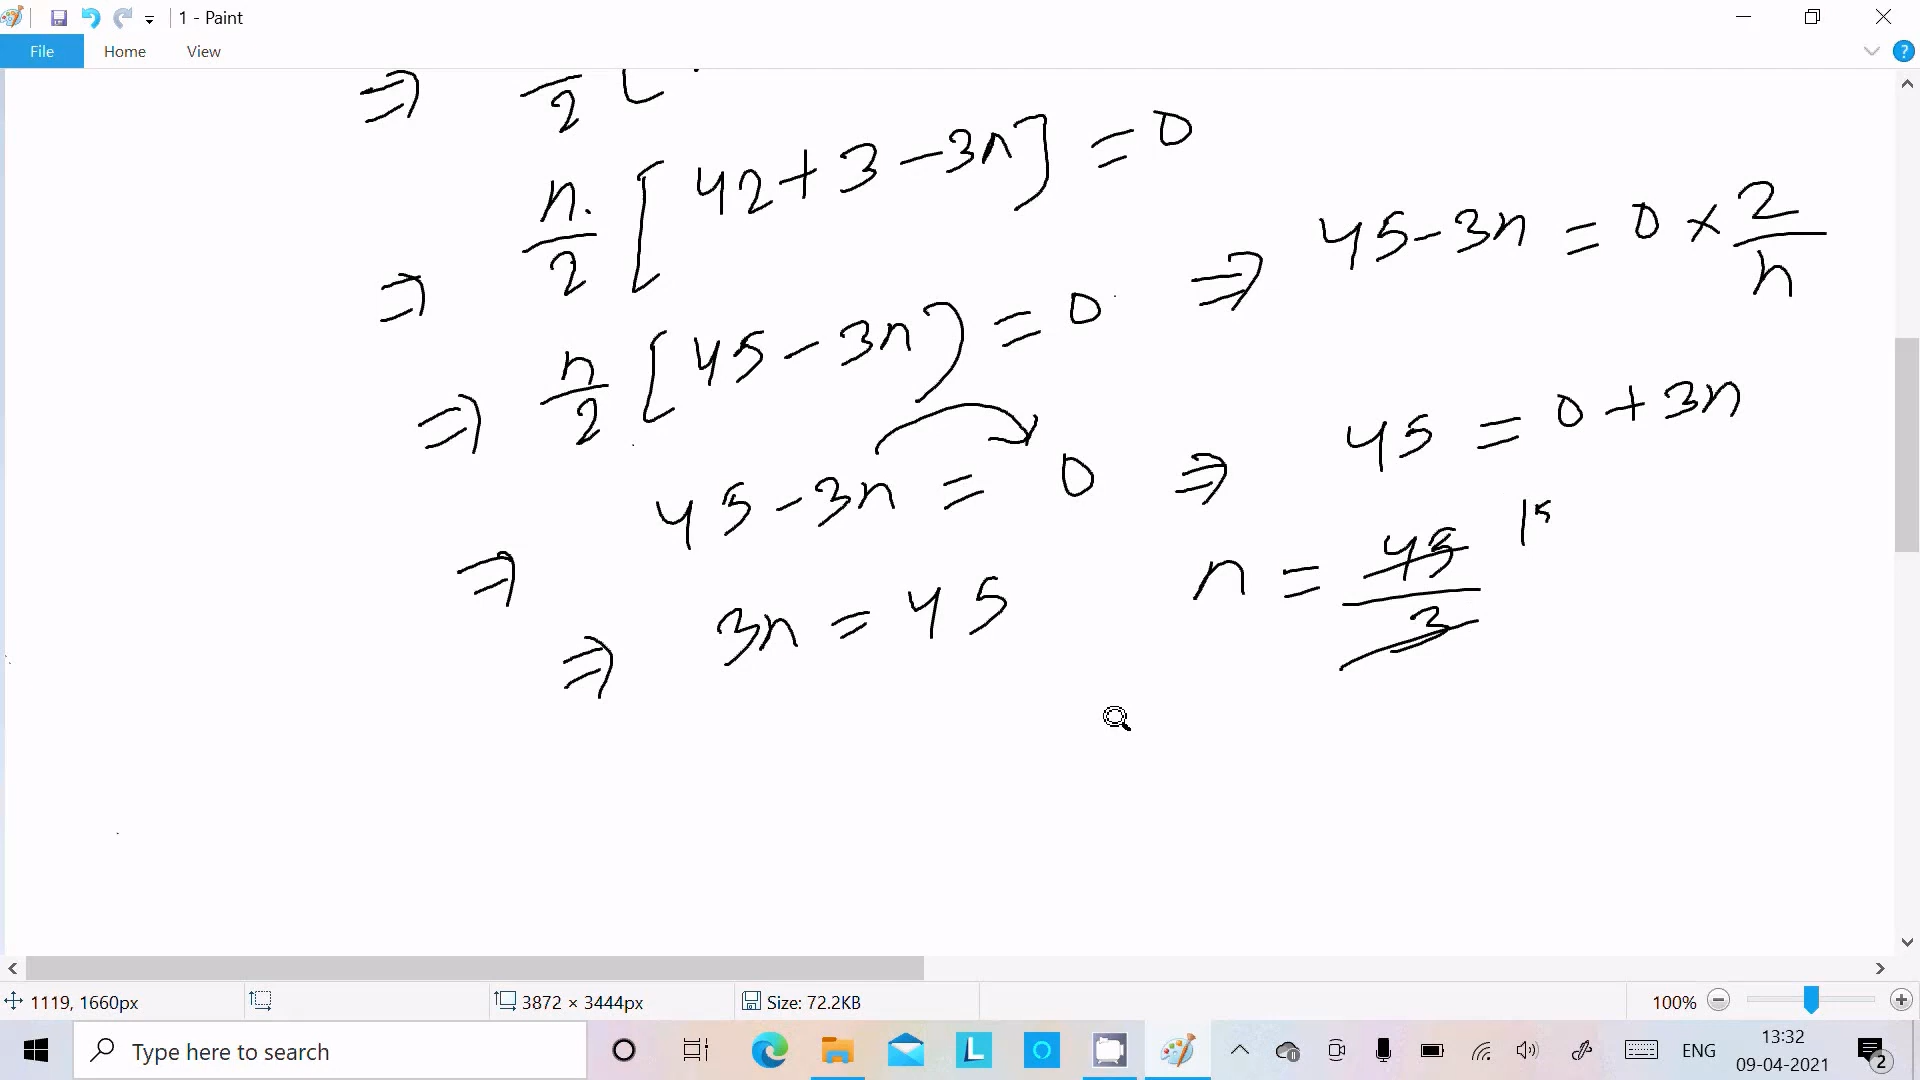 1 - Paint
File Home View
⇒ /2 [
n/2 [42 + 3 - 3n] = 0
⇒ n/2 [45 - 3n] = 0
⇒ 45 - 3n = 0 × 2/n
⇒ 45 - 3n = 0
⇒ 45 = 0 + 3n
⇒ 3n = 45
n = 45/3 15
1119, 1660px
3872 × 3444px
Size: 72.2KB
100%
Type here to search
L
ENG
13:32
09-04-2021
2